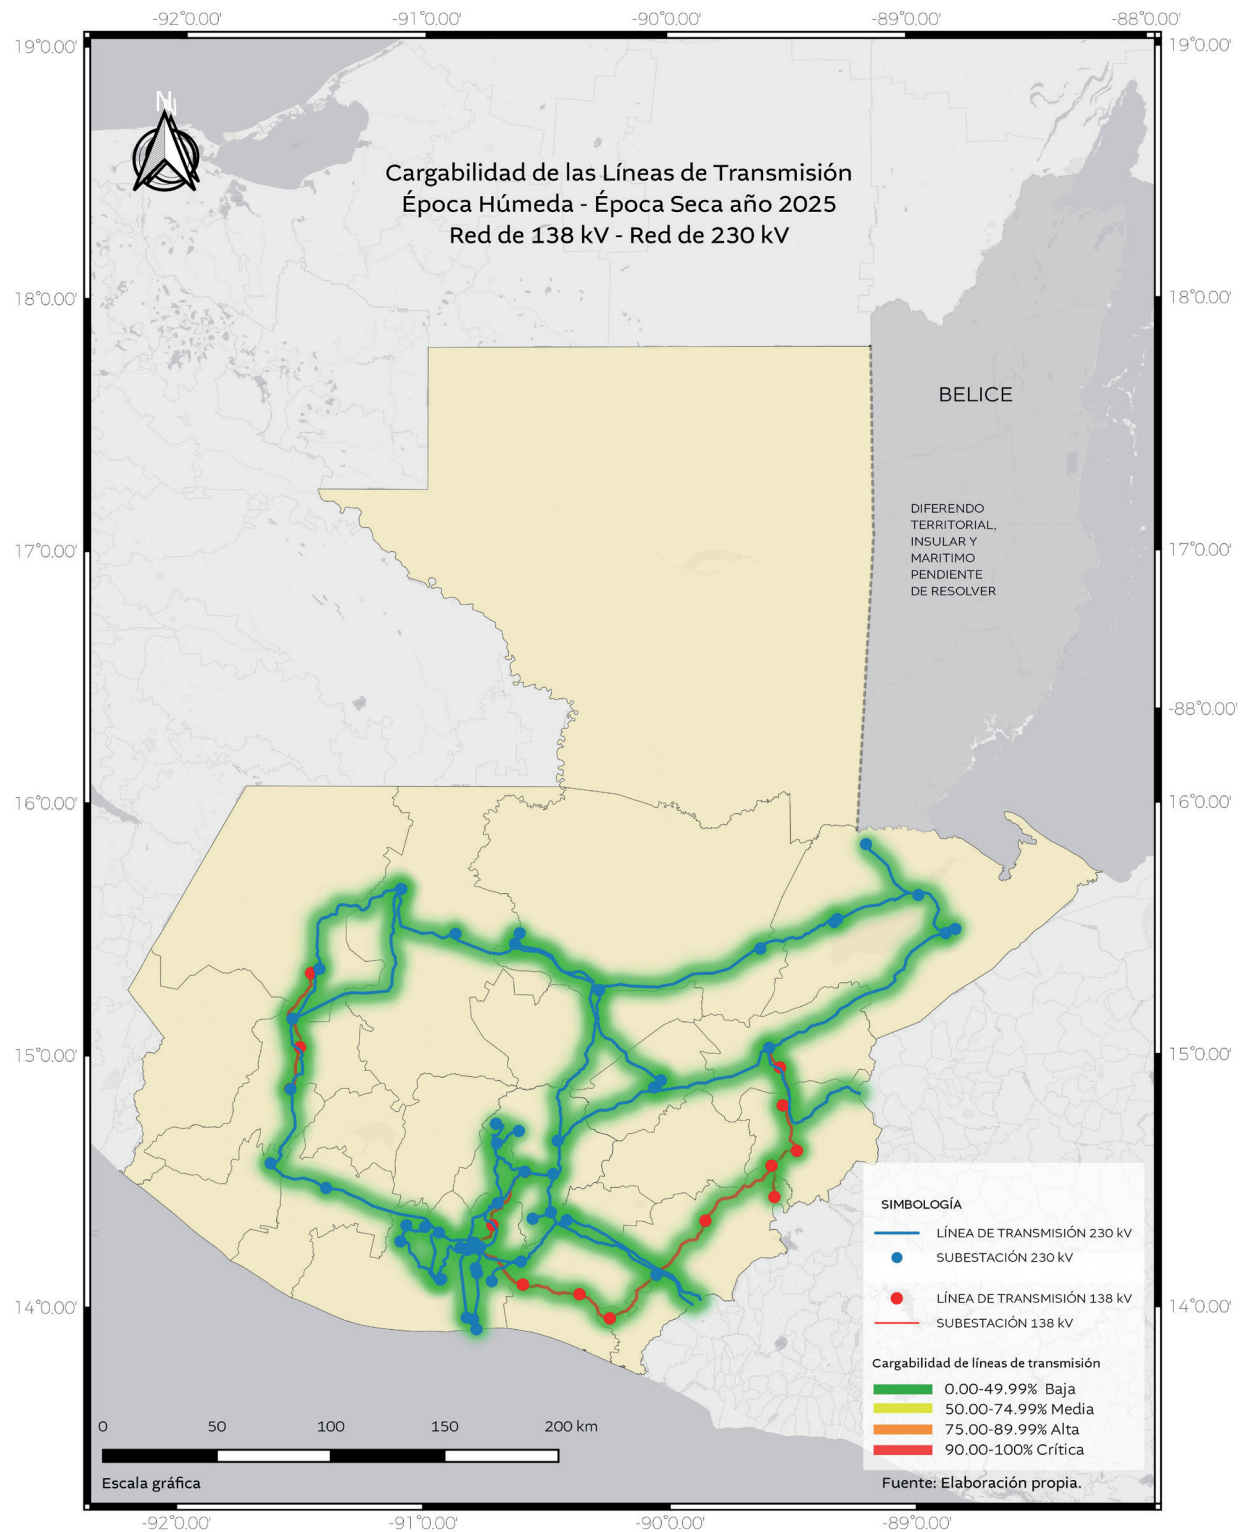 -92°0.00'
-91°0.00'
-90°0.00'
-89°0.00'
-88°0.00'
19°0.00'
19°0.00'
N
Cargabilidad de las Líneas de Transmisión
Época Húmeda - Época Seca año 2025
Red de 138 kV - Red de 230 kV
18°0.00'
18°0.00'
BELICE
DIFERENDO
TERRITORIAL,
INSULAR Y
MARITIMO
PENDIENTE
DE RESOLVER
17°0.00'
17°0.00'
-88°0.00'
16°0.00'
16°0.00'
15°0.00'
15°0.00'
14°0.00'
14°0.00'
SIMBOLOGÍA
LÍNEA DE TRANSMISIÓN 230 kV
SUBESTACIÓN 230 kV
LÍNEA DE TRANSMISIÓN 138 kV
SUBESTACIÓN 138 kV
Cargabilidad de líneas de transmisión
0.00-49.99% Baja
50.00-74.99% Media
75.00-89.99% Alta
90.00-100% Crítica
0 50 100 150 200 km
Escala gráfica
Fuente: Elaboración propia.
-92°0.00'
-91°0.00'
-90°0.00'
-89°0.00'